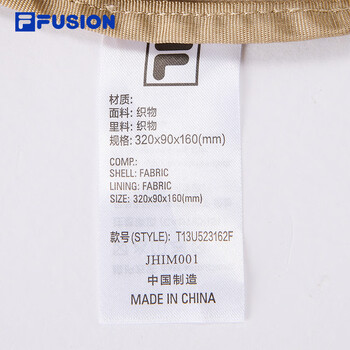 FUSION
材质:
面料: 织物
里料: 织物
规格: 320x90x160(mm)
COMP.:
SHELL: FABRIC
LINING: FABRIC
SIZE: 320x90x160(mm)
款号(STYLE): T13U523162F
JHIM001
中国制造
MADE IN CHINA